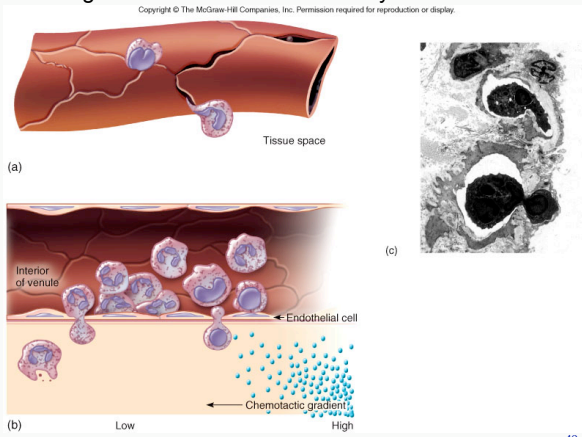 Copyright © The McGraw-Hill Companies, Inc. Permission required for reproduction or display.
Tissue space
(a)
(c)
Interior
of venule
Endothelial cell
Chemotactic gradient
(b)
Low
High